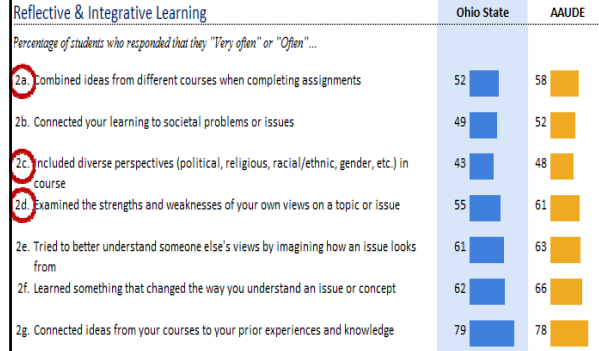 Reflective & Integrative Learning Ohio State AAUDE
Percentage of students who responded that they "Very often" or "Often"...
2a. Combined ideas from different courses when completing assignments 52 58
2b. Connected your learning to societal problems or issues 49 52
2c. Included diverse perspectives (political, religious, racial/ethnic, gender, etc.) in 43 48
course
2d. Examined the strengths and weaknesses of your own views on a topic or issue 55 61
2e. Tried to better understand someone else's views by imagining how an issue looks 61 63
from
2f. Learned something that changed the way you understand an issue or concept 62 66
2g. Connected ideas from your courses to your prior experiences and knowledge 79 78